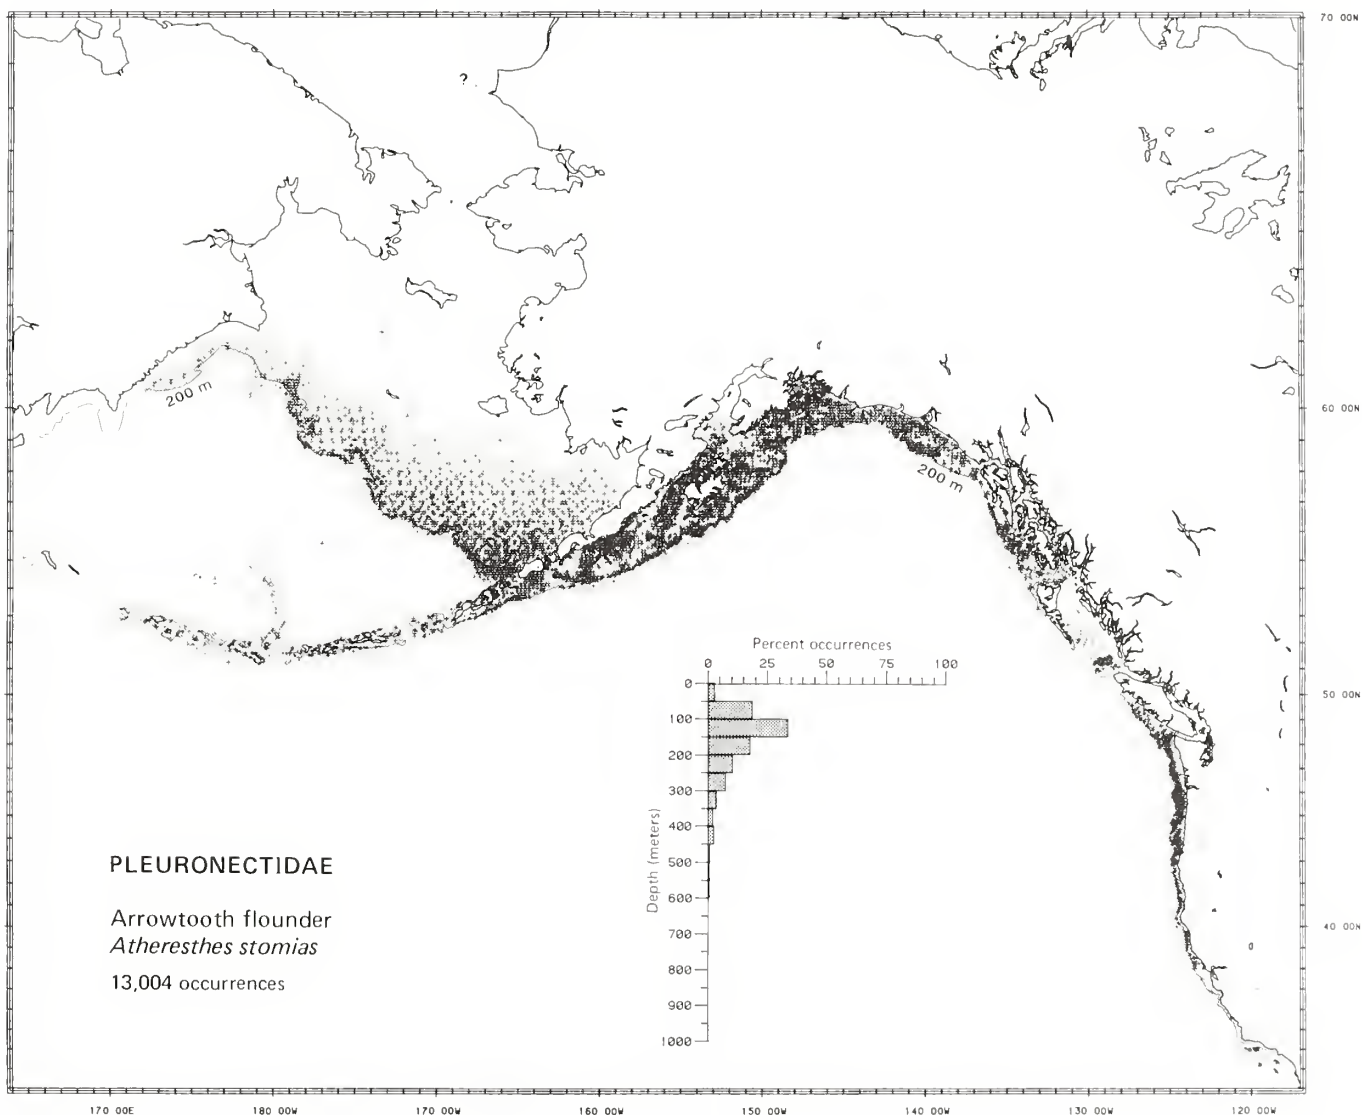 70 00N
?
200 m
60 00N
200 m
Percent occurrences
0 25 50 75 100
50 00N
0
100
200
300
400
500
600
700
800
900
1000
Depth (meters)
PLEURONECTIDAE
Arrowtooth flounder
Atheresthes stomias
13,004 occurrences
40 00N
170 00E 180 00W 170 00W 160 00W 150 00W 140 00W 130 00W 120 00W